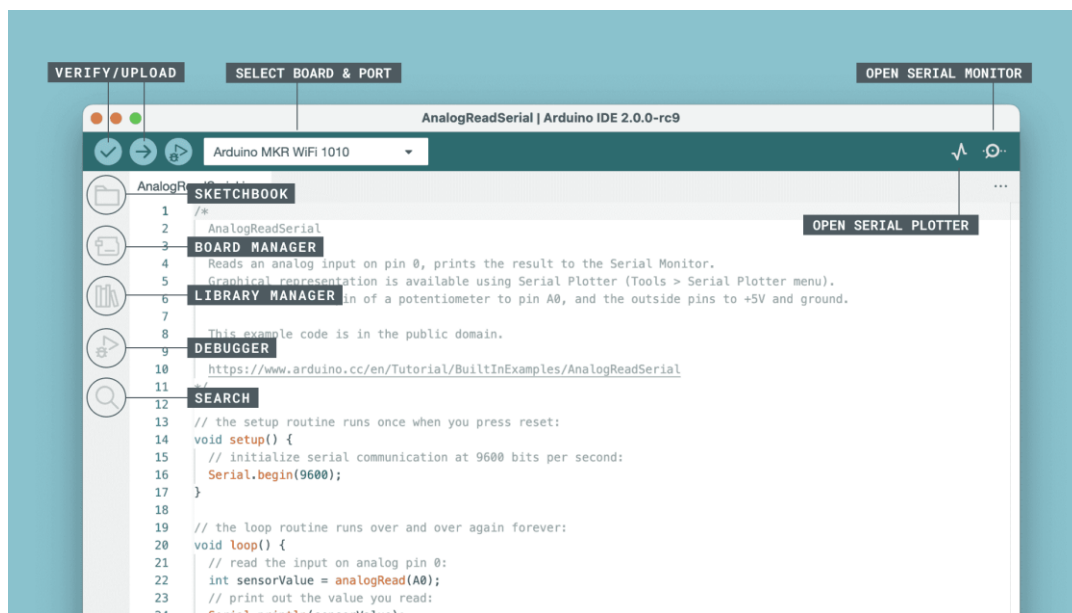 VERIFY/UPLOAD
SELECT BOARD & PORT
OPEN SERIAL MONITOR
AnalogReadSerial | Arduino IDE 2.0.0-rc9
Arduino MKR WiFi 1010
AnalogR
SKETCHBOOK
1 /*
OPEN SERIAL PLOTTER
2 AnalogReadSerial
3
BOARD MANAGER
4 Reads an analog input on pin 0, prints the result to the Serial Monitor.
5 Graphical representation is available using Serial Plotter (Tools > Serial Plotter menu).
LIBRARY MANAGER
6 in of a potentiometer to pin A0, and the outside pins to +5V and ground.
7
8 This example code is in the public domain.
9
DEBUGGER
10 https://www.arduino.cc/en/Tutorial/BuiltInExamples/AnalogReadSerial
11 */
SEARCH
12
13 // the setup routine runs once when you press reset:
14 void setup() {
15 // initialize serial communication at 9600 bits per second:
16 Serial.begin(9600);
17 }
18
19 // the loop routine runs over and over again forever:
20 void loop() {
21 // read the input on analog pin 0:
22 int sensorValue = analogRead(A0);
23 // print out the value you read: